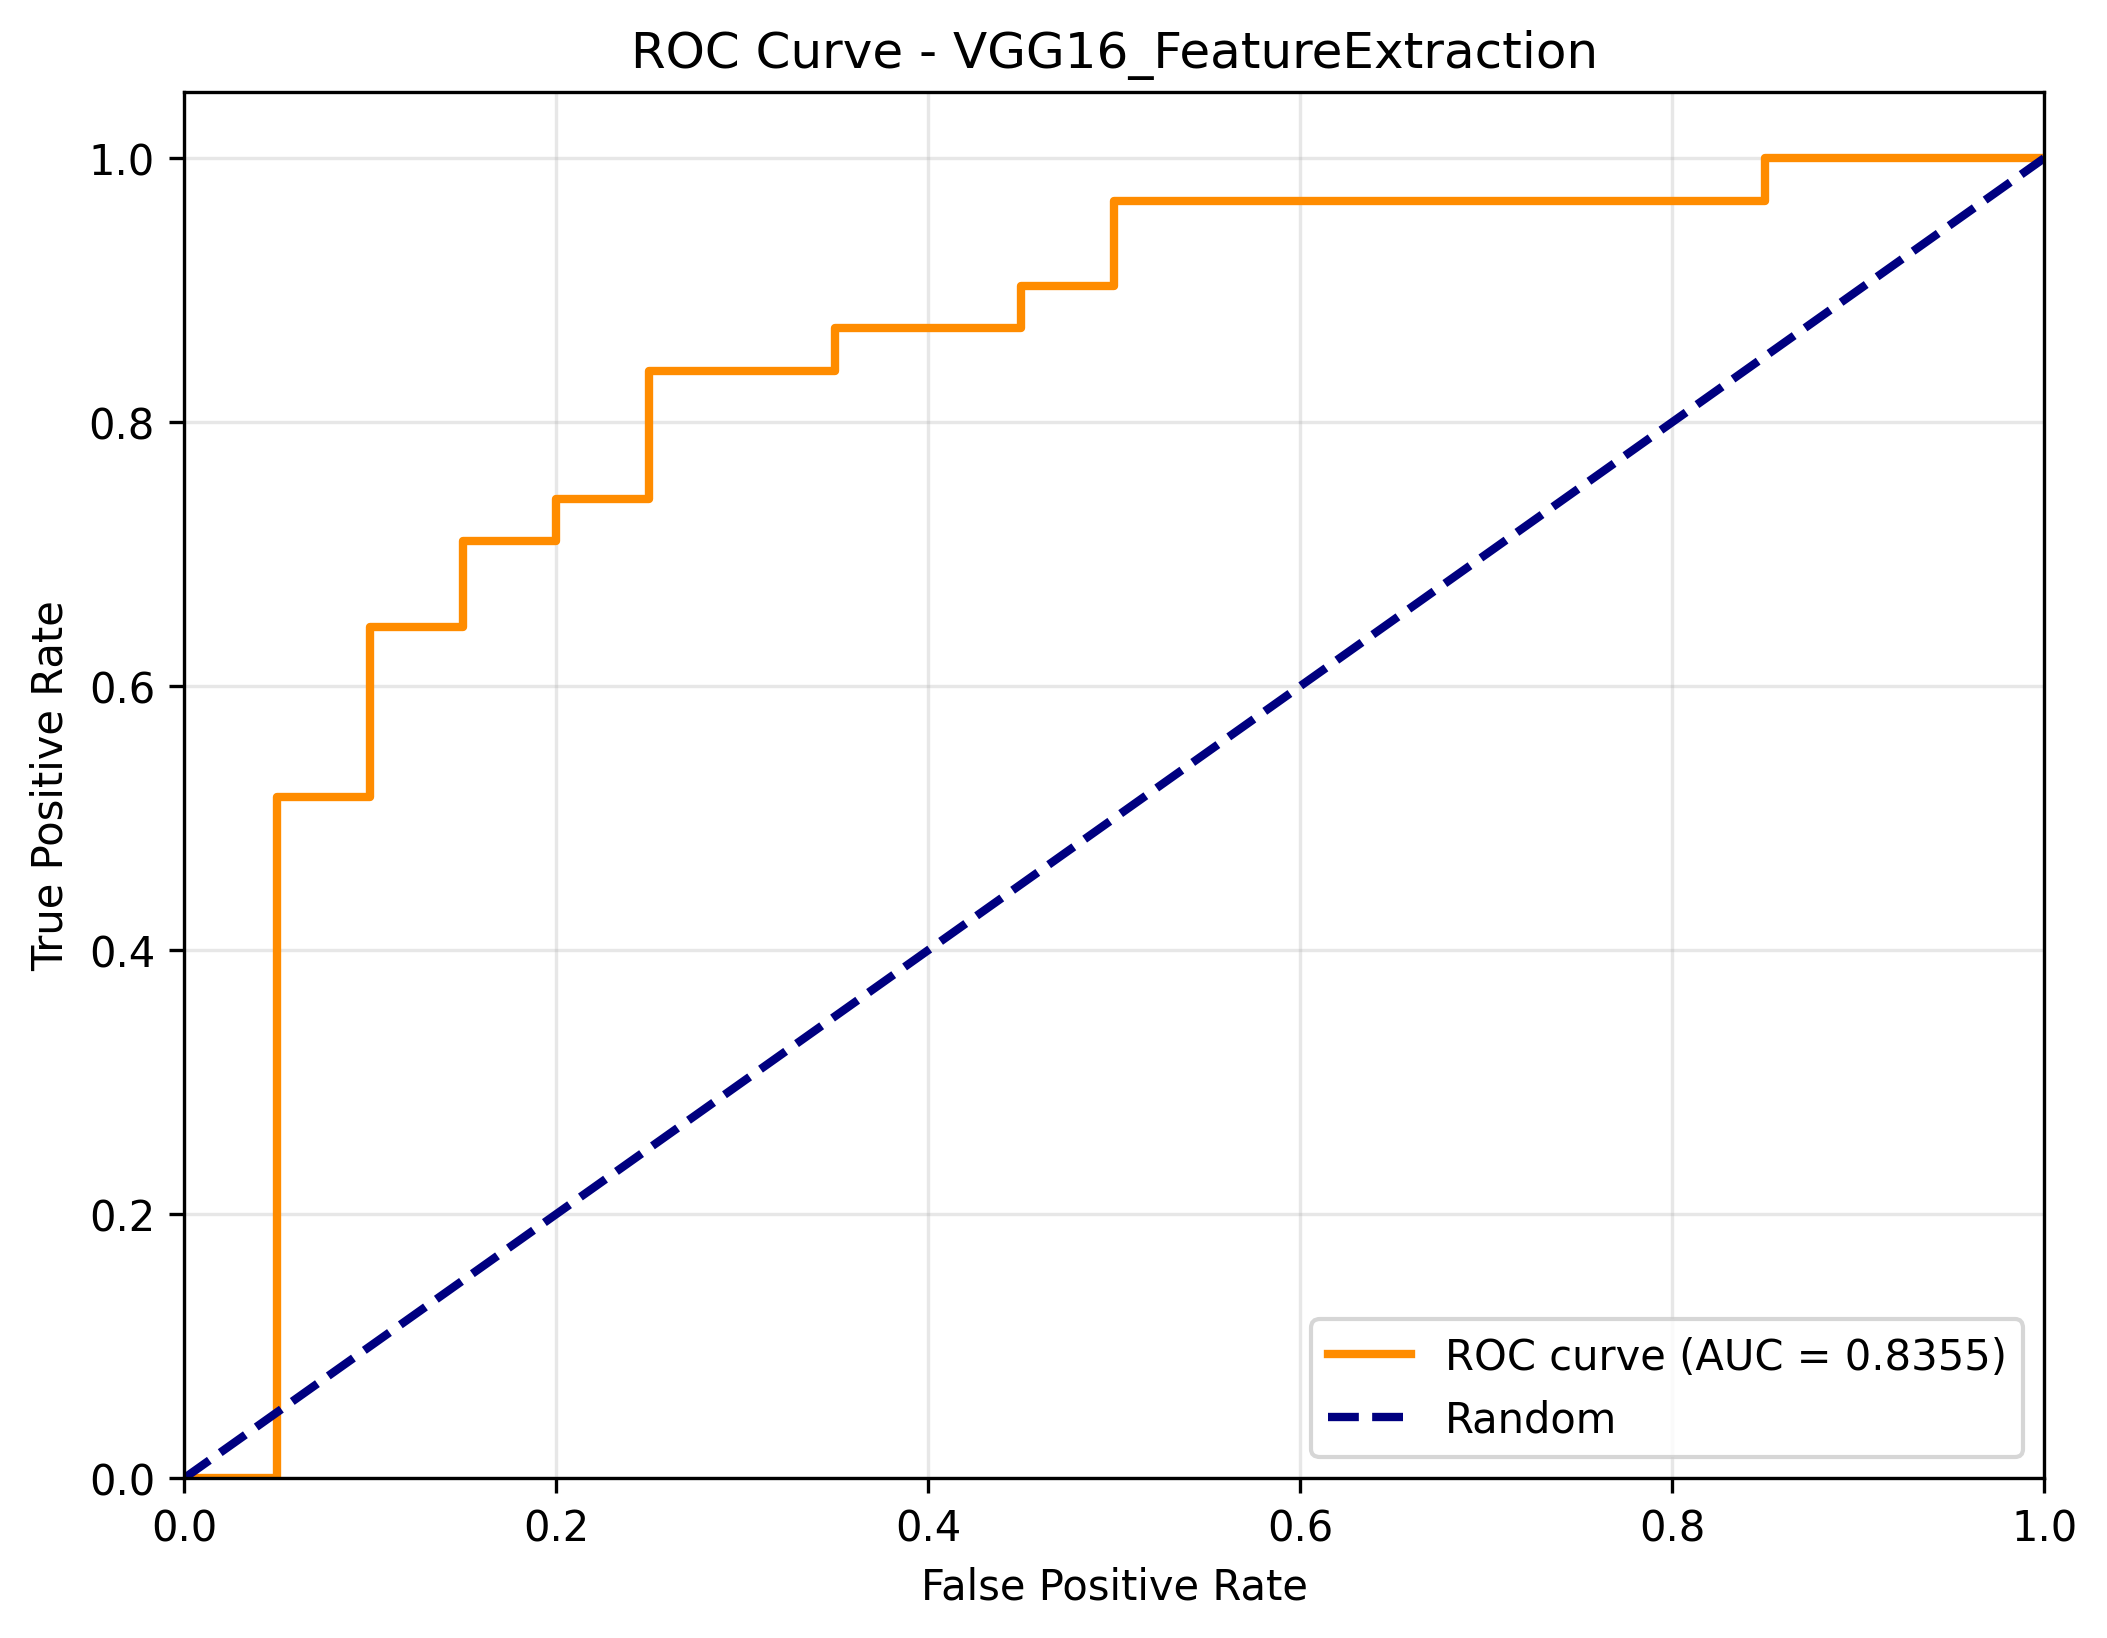 ROC Curve - VGG16_FeatureExtraction
1.0
0.8
0.6
0.4
0.2
0.0
True Positive Rate
0.0 0.2 0.4 0.6 0.8 1.0
False Positive Rate
ROC curve (AUC = 0.8355)
Random